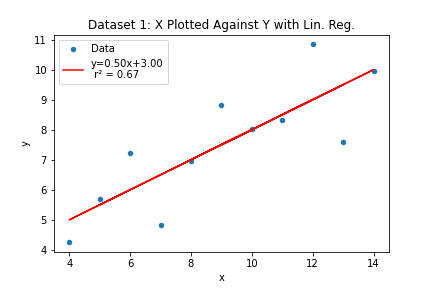 Dataset 1: X Plotted Against Y with Lin. Reg.
Data
y=0.50x+3.00
r² = 0.67
11
10
9
8
7
6
5
4
y
4 6 8 10 12 14
x